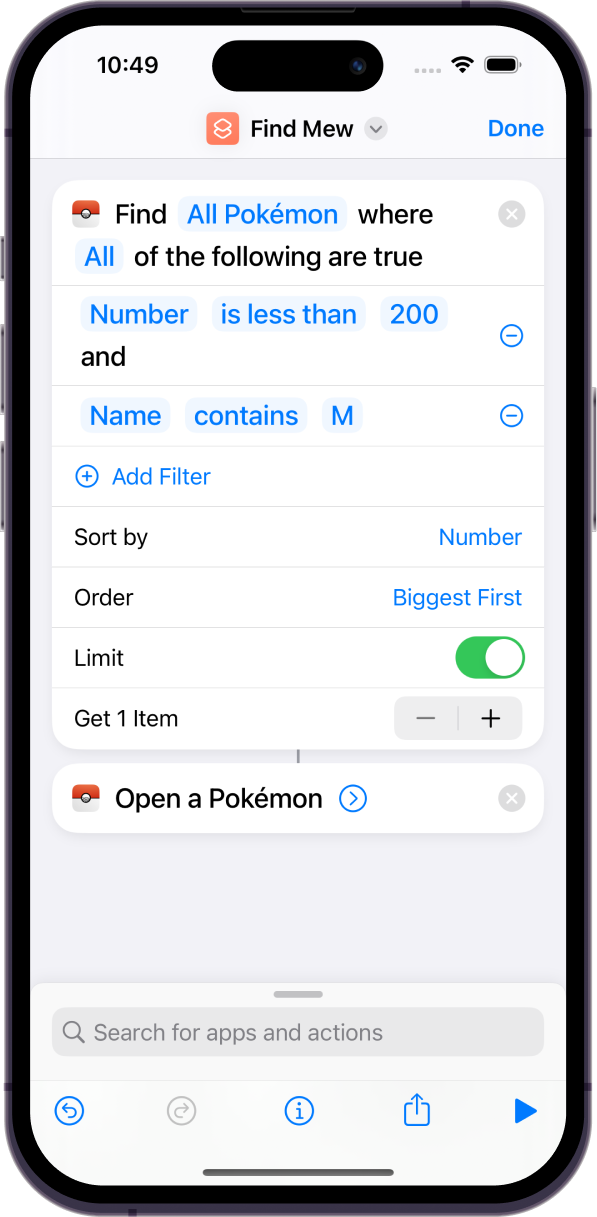 10:49
Find Mew
Done
Find All Pokémon where
All of the following are true
Number is less than 200
and
Name contains M
Add Filter
Sort by Number
Order Biggest First
Limit
Get 1 Item
Open a Pokémon
Search for apps and actions